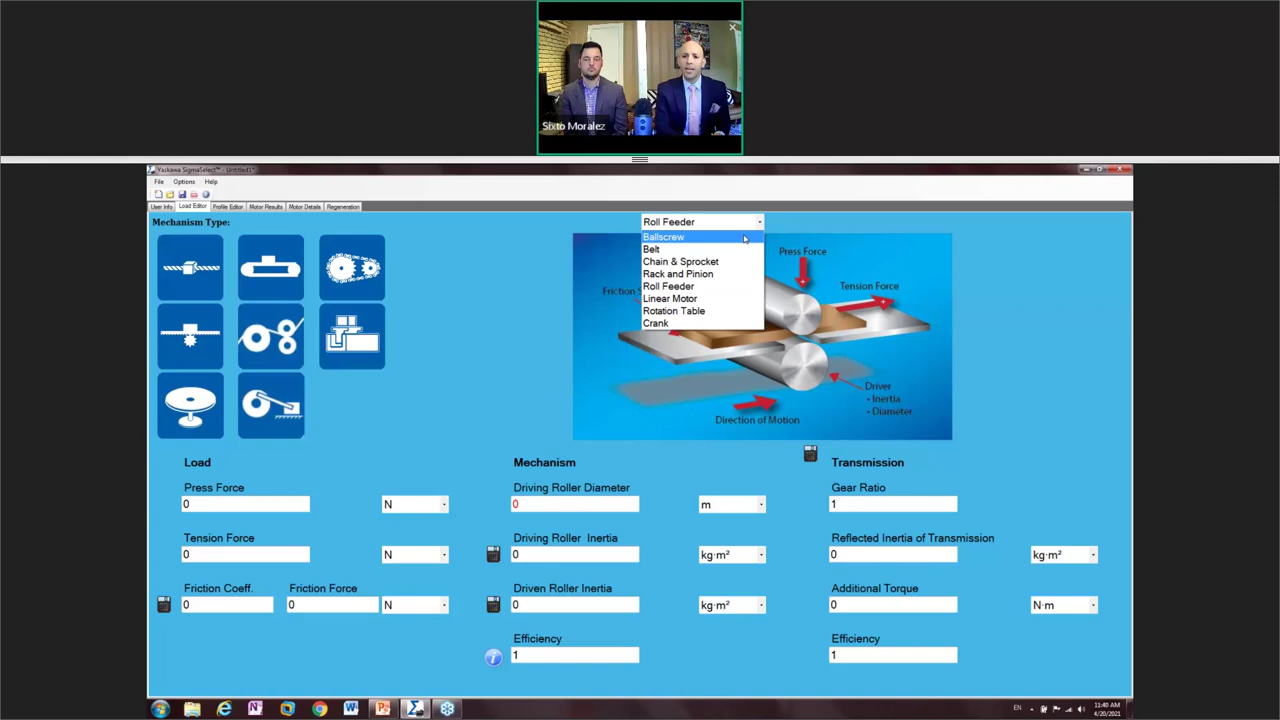 Sixto Moralez
Yaskawa SigmaSelect™ - Untitled1*
File Options Help
User Info Load Editor Profile Editor Motor Results Motor Details Regeneration
Mechanism Type:
Roll Feeder
Ballscrew
Belt
Chain & Sprocket
Rack and Pinion
Roll Feeder
Linear Motor
Rotation Table
Crank
Press Force
Tension Force
Driver
• Inertia
• Diameter
Direction of Motion
Load
Press Force
0 N
Tension Force
0 N
Friction Coeff. Friction Force
0 0 N
Mechanism
Driving Roller Diameter
0 m
Driving Roller Inertia
0 kg·m²
Driven Roller Inertia
0 kg·m²
Efficiency
1
Transmission
Gear Ratio
1
Reflected Inertia of Transmission
0 kg·m²
Additional Torque
0 N·m
Efficiency
1
EN
11:40 AM
4/20/2021